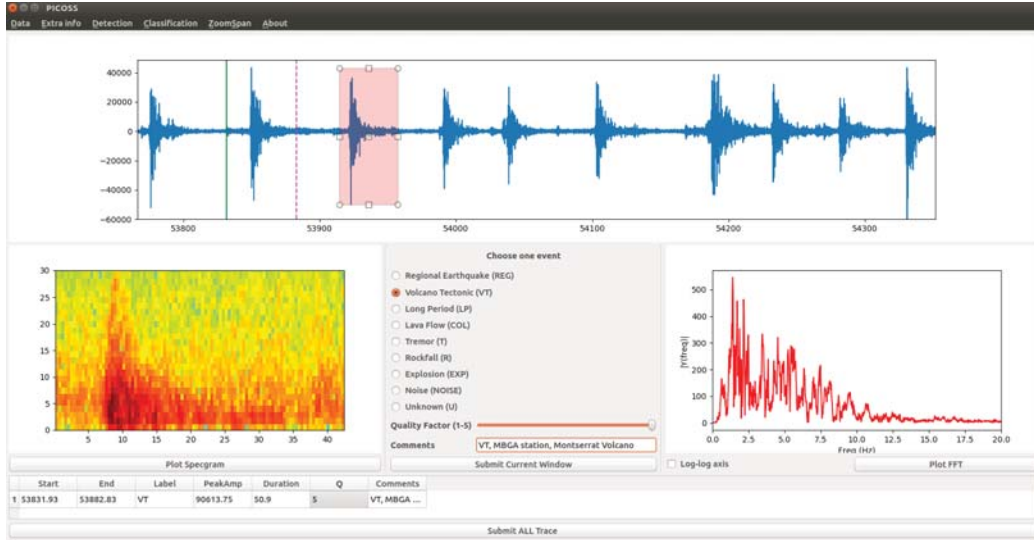 PICOSS
Data Extra info Detection Classification ZoomSpan About
40000
20000
0
−20000
−40000
−60000
53800 53900 54000 54100 54200 54300
30
25
20
15
10
5
0
5 10 15 20 25 30 35 40
Plot Specgram
Choose one event
Regional Earthquake (REG)
Volcano Tectonic (VT)
Long Period (LP)
Lava Flow (COL)
Tremor (T)
Rockfall (R)
Explosion (EXP)
Noise (NOISE)
Unknown (U)
Quality Factor (1-5)
Comments VT, MBGA station, Montserrat Volcano
Submit Current Window
500
400
300
200
100
0
|Y(freq)|
0.0 2.5 5.0 7.5 10.0 12.5 15.0 17.5 20.0
Freq (Hz)
Log-log axis Plot FFT
Start End Label PeakAmp Duration Q Comments
1 53831.93 53882.83 VT 90613.75 50.9 5 VT, MBGA ...
Submit ALL Trace